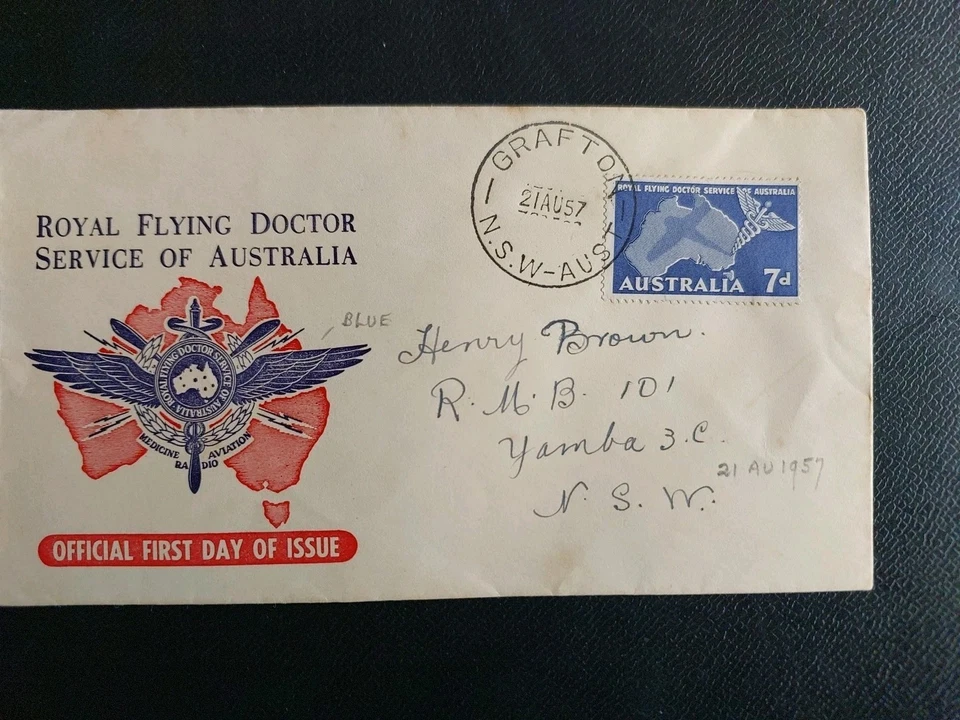 ROYAL FLYING DOCTOR
SERVICE OF AUSTRALIA
ROYAL FLYING DOCTOR SERVICE OF AUSTRALIA
MEDICINE
RADIO
AVIATION
OFFICIAL FIRST DAY OF ISSUE
BLUE
GRAFTON
21AU57
N.S.W-AUST
ROYAL FLYING DOCTOR SERVICE OF AUSTRALIA
AUSTRALIA 7d
Henry Brown.
R. M. B. 101
Yamba 3.C.
N. S. W.
21 AU 1957